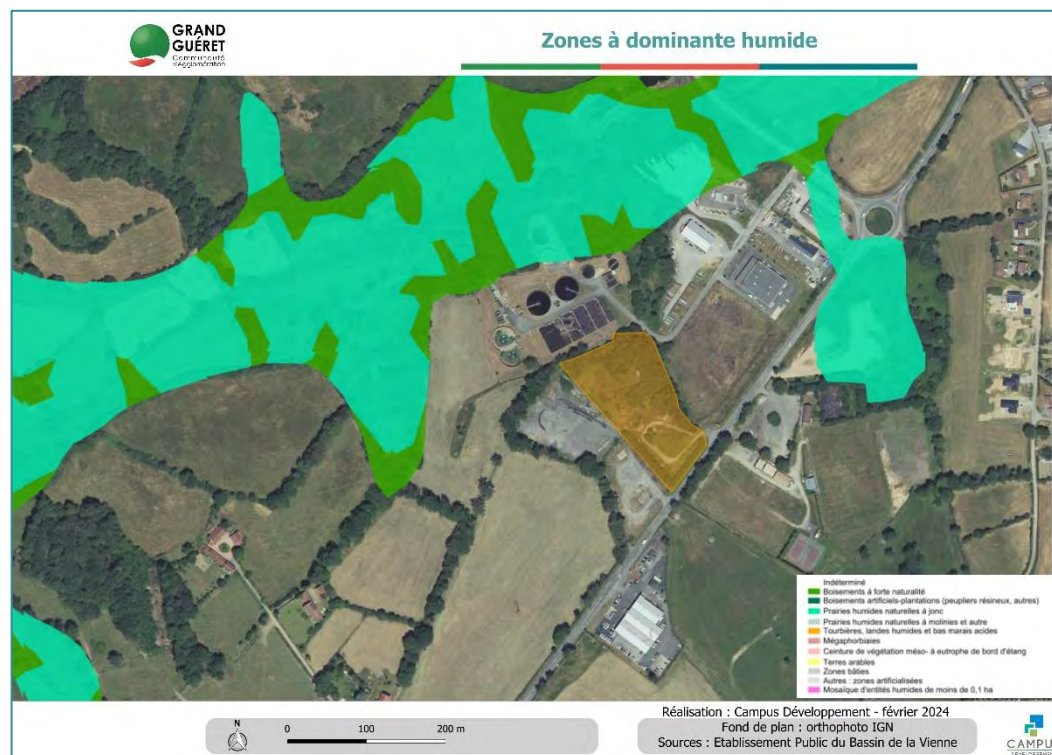 GRAND
GUÉRET
Communauté
d'Agglomération
Zones à dominante humide
Indéterminé
Boisements à forte naturalité
Boisements artificiels-plantations (peupliers résineux, autres)
Prairies humides naturelles à jonc
Prairies humides naturelles à molinies et autre
Tourbières, landes humides et bas marais acides
Mégaphorbiaies
Ceinture de végétation méso- à eutrophe de bord d'étang
Terres arables
Zones bâties
Autres : zones artificialisées
Mosaïque d'entités humides de moins de 0,1 ha
N
0 100 200 m
Réalisation : Campus Développement - février 2024
Fond de plan : orthophoto IGN
Sources : Etablissement Public du Bassin de la Vienne
CAMPUS